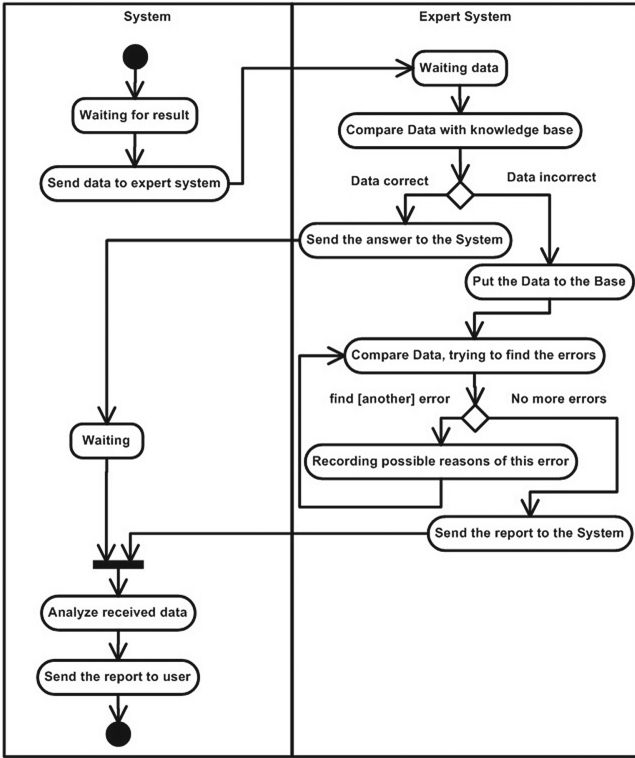 System
Expert System
Waiting data
Waiting for result
Compare Data with knowledge base
Send data to expert system
Data correct
Data incorrect
Send the answer to the System
Put the Data to the Base
Compare Data, trying to find the errors
find [another] error
No more errors
Waiting
Recording possible reasons of this error
Send the report to the System
Analyze received data
Send the report to user